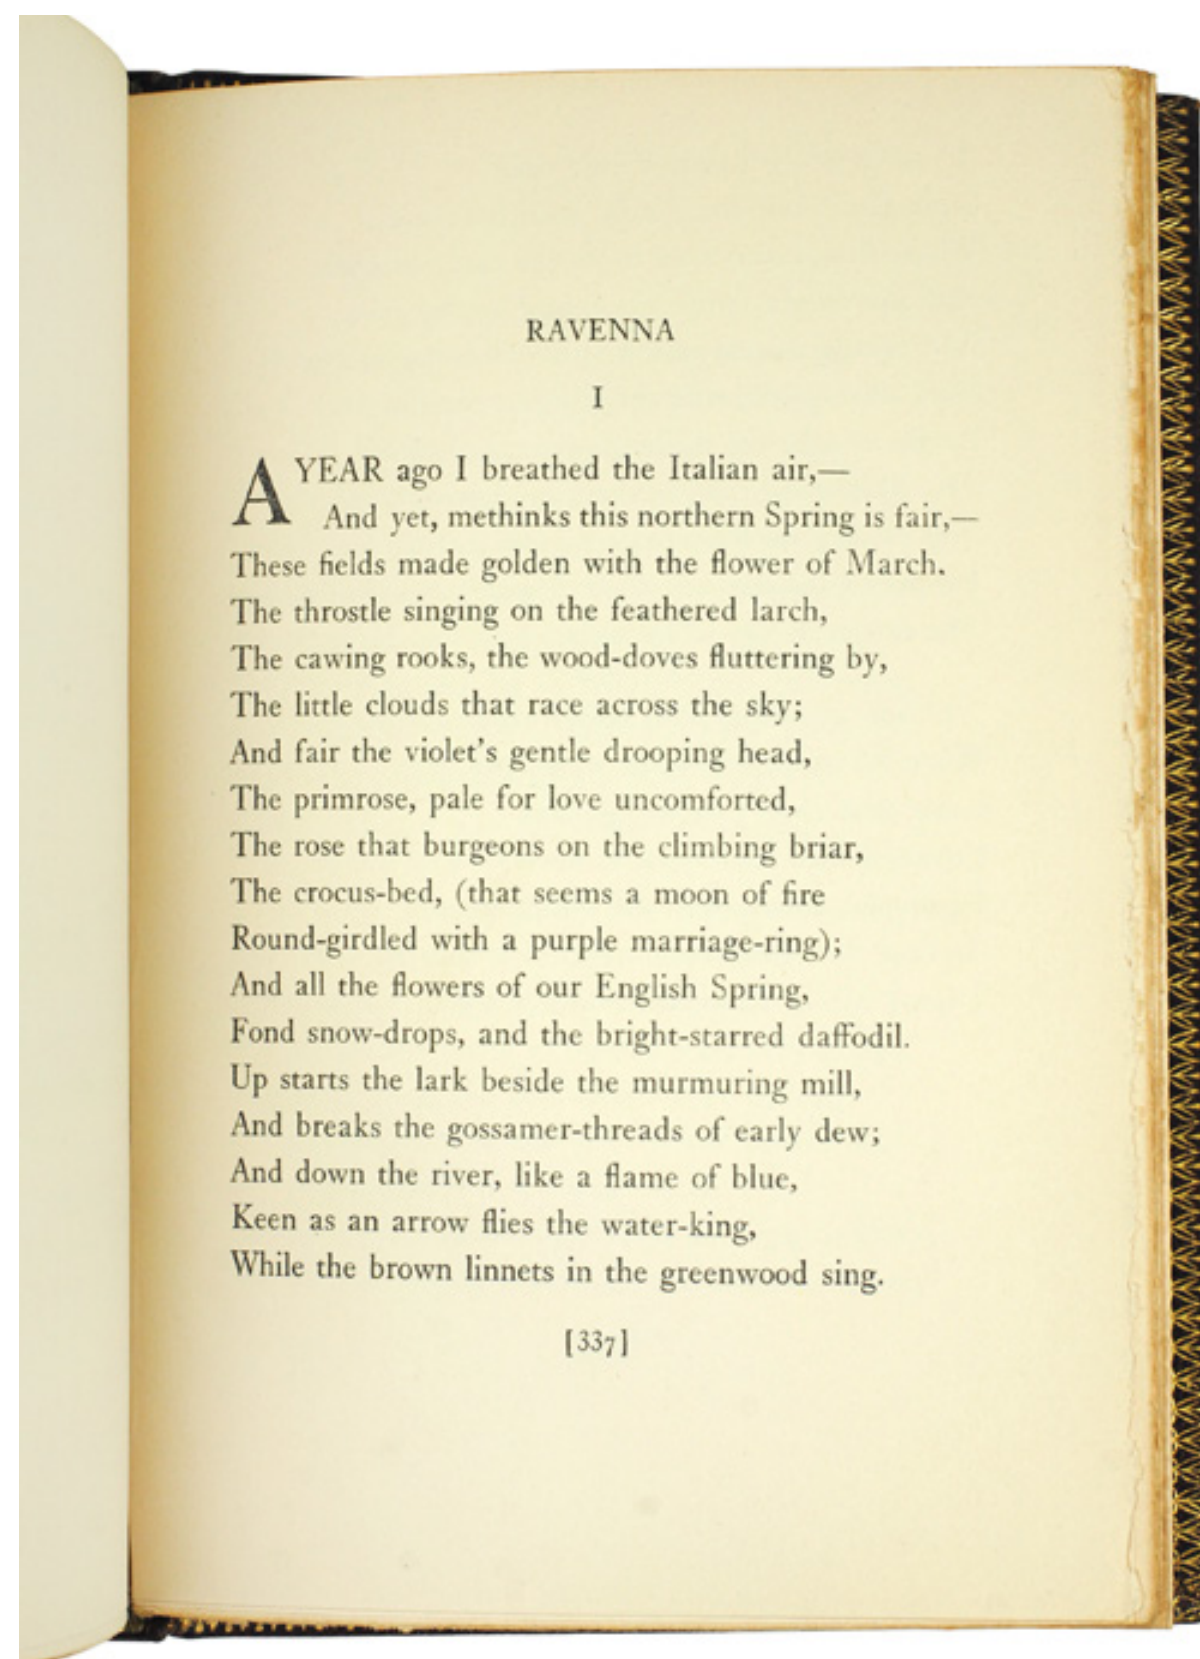 RAVENNA
I
A YEAR ago I breathed the Italian air,—
And yet, methinks this northern Spring is fair,—
These fields made golden with the flower of March.
The throstle singing on the feathered larch,
The cawing rooks, the wood-doves fluttering by,
The little clouds that race across the sky;
And fair the violet's gentle drooping head,
The primrose, pale for love uncomforted,
The rose that burgeons on the climbing briar,
The crocus-bed, (that seems a moon of fire
Round-girdled with a purple marriage-ring);
And all the flowers of our English Spring,
Fond snow-drops, and the bright-starred daffodil.
Up starts the lark beside the murmuring mill,
And breaks the gossamer-threads of early dew;
And down the river, like a flame of blue,
Keen as an arrow flies the water-king,
While the brown linnets in the greenwood sing.
[337]